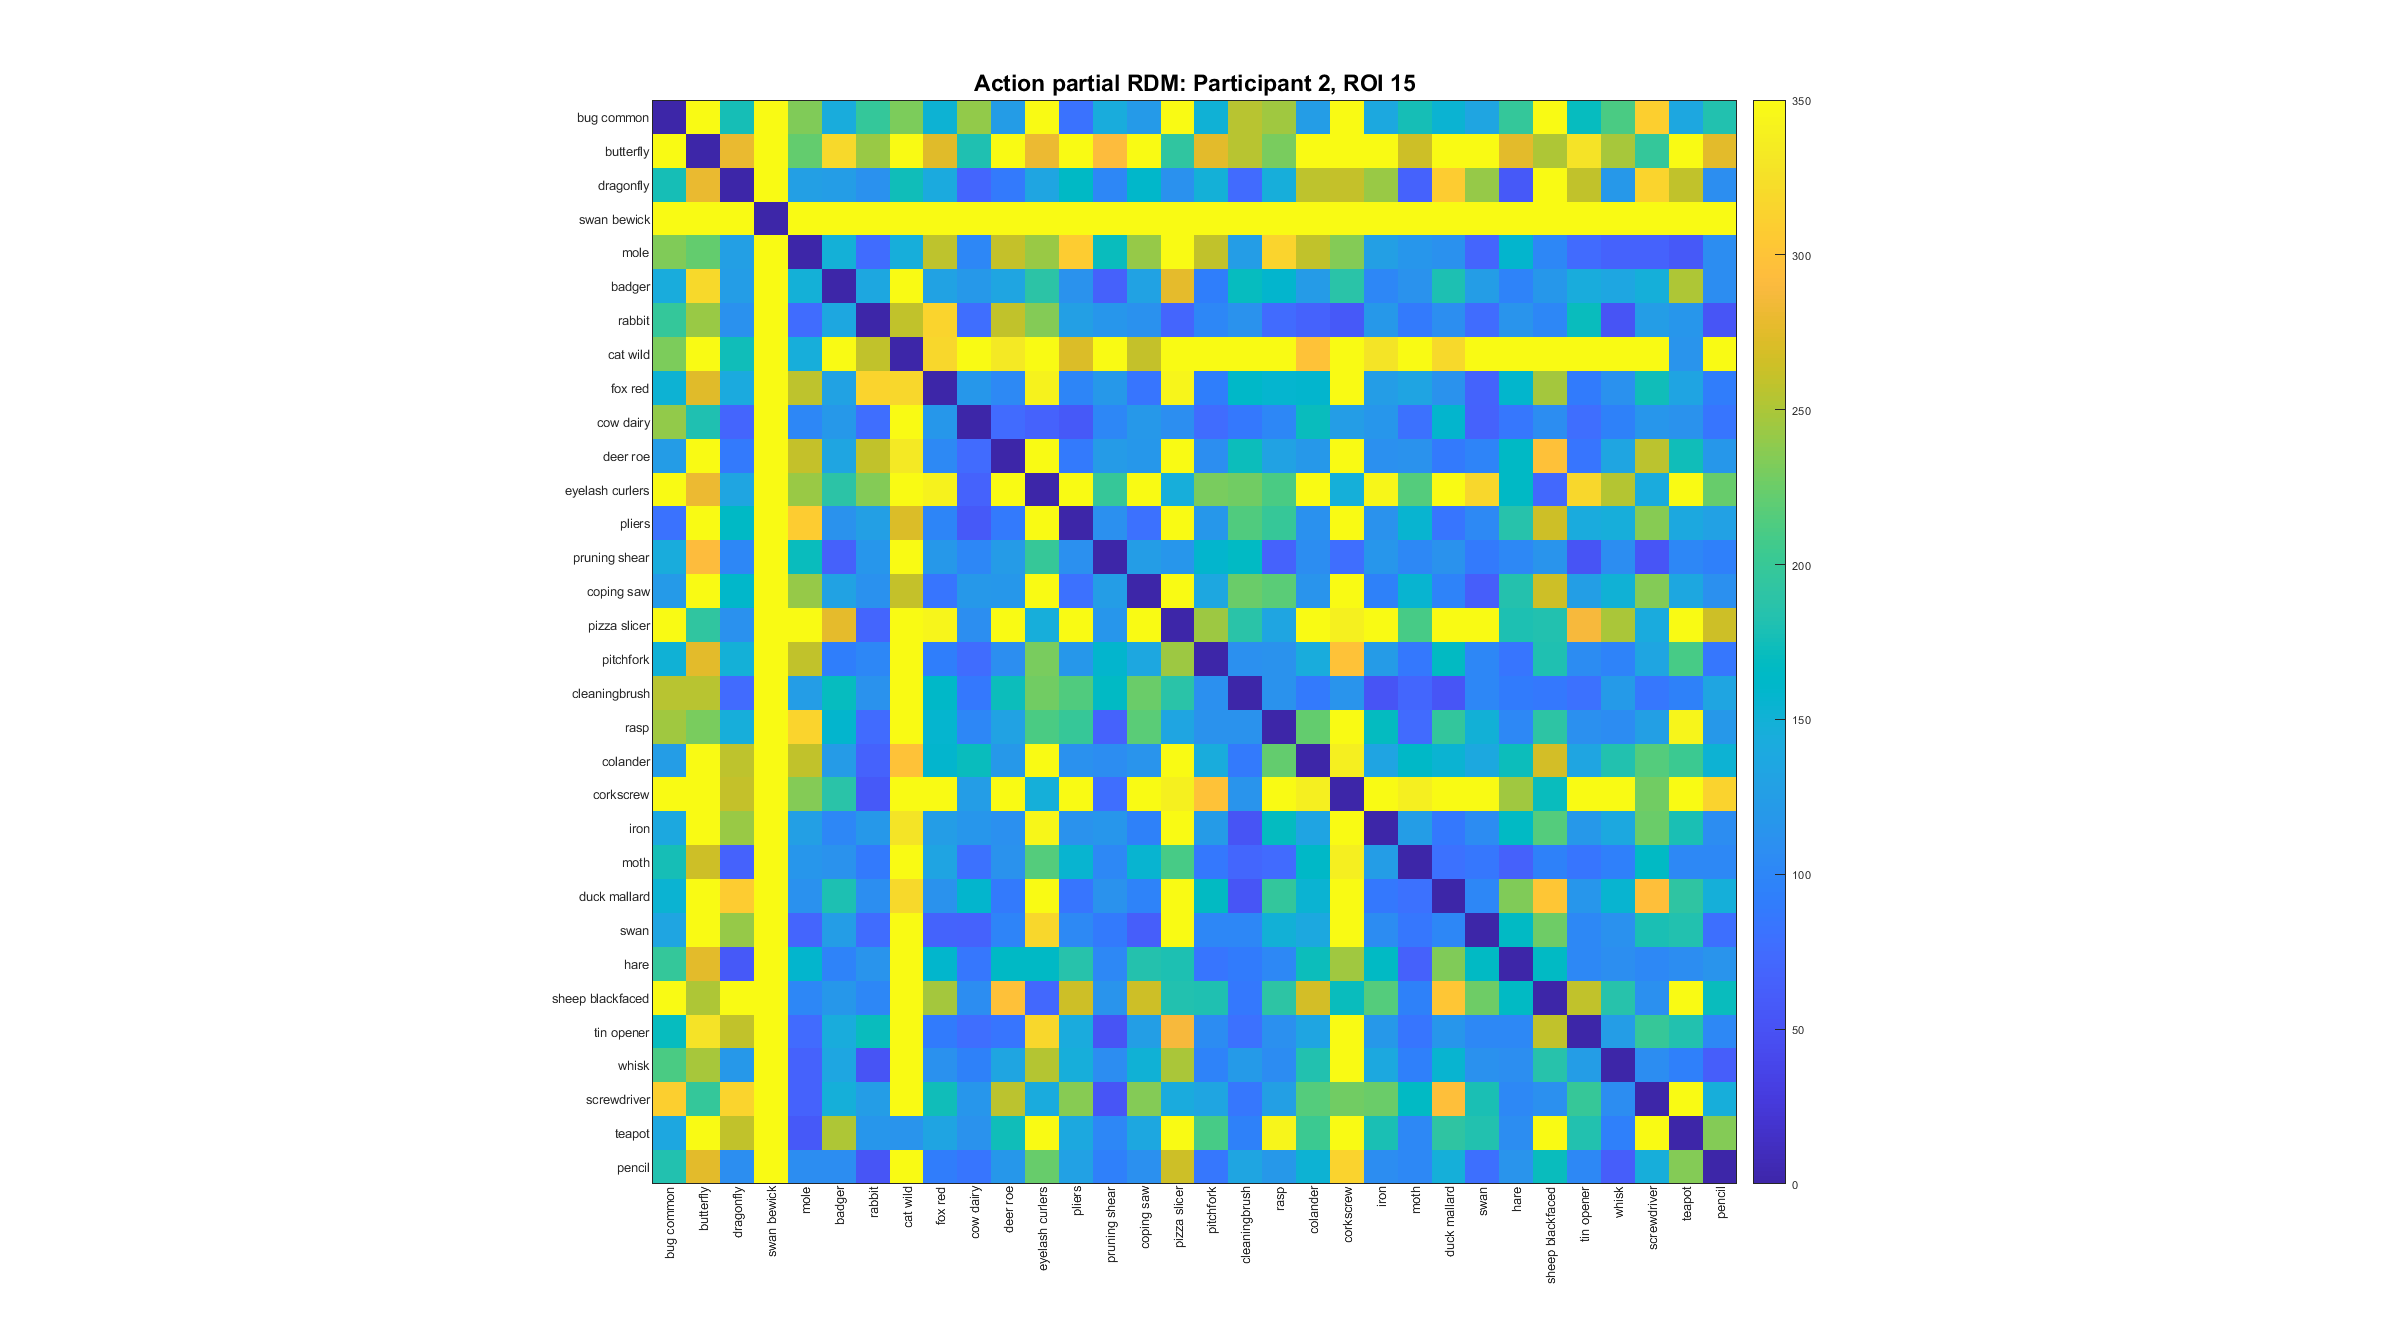 Action partial RDM: Participant 2, ROI 15
bug common
butterfly
dragonfly
swan bewick
mole
badger
rabbit
cat wild
fox red
cow dairy
deer roe
eyelash curlers
pliers
pruning shear
coping saw
pizza slicer
pitchfork
cleaningbrush
rasp
colander
corkscrew
iron
moth
duck mallard
swan
hare
sheep blackfaced
tin opener
whisk
screwdriver
teapot
pencil
bug common
butterfly
dragonfly
swan bewick
mole
badger
rabbit
cat wild
fox red
cow dairy
deer roe
eyelash curlers
pliers
pruning shear
coping saw
pizza slicer
pitchfork
cleaningbrush
rasp
colander
corkscrew
iron
moth
duck mallard
swan
hare
sheep blackfaced
tin opener
whisk
screwdriver
teapot
pencil
350
300
250
200
150
100
50
0